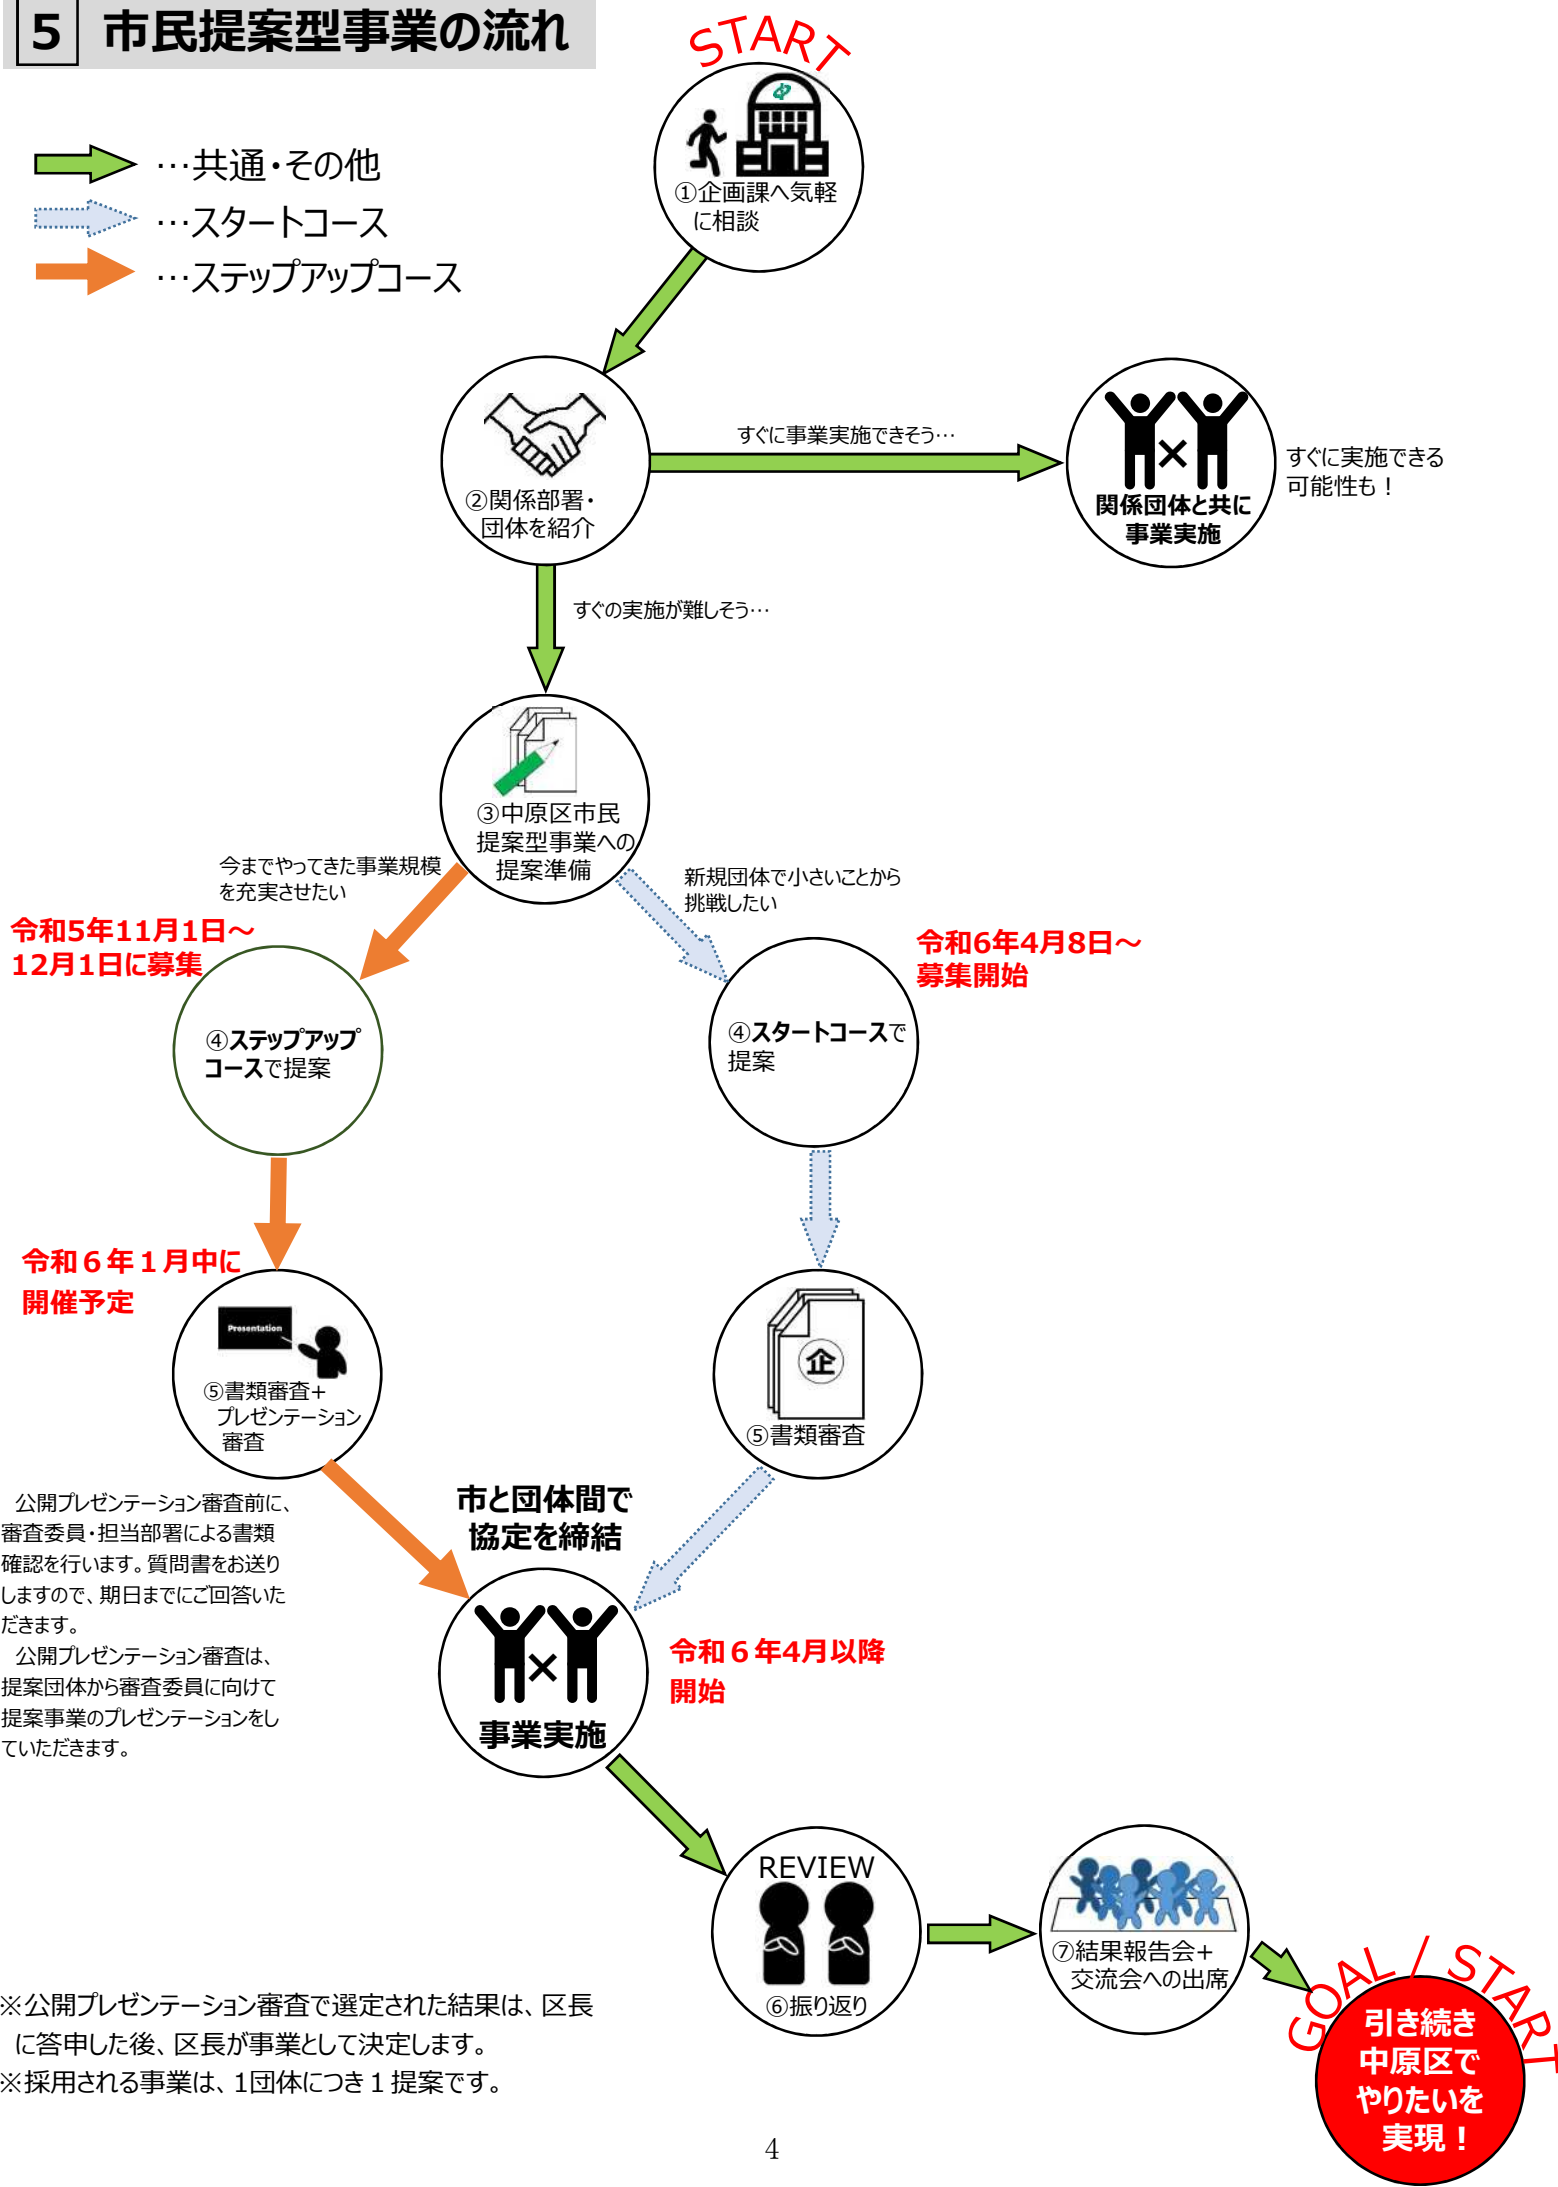 5 市民提案型事業の流れ
…共通・その他
…スタートコース
…ステップアップコース
START
①企画課へ気軽
に相談
②関係部署・
団体を紹介
すぐに事業実施できそう…
関係団体と共に
事業実施
すぐに実施できる
可能性も！
すぐの実施が難しそう…
③中原区市民
提案型事業への
提案準備
今までやってきた事業規模
を充実させたい
新規団体で小さいことから
挑戦したい
令和5年11月1日～
12月1日に募集
令和6年4月8日～
募集開始
④ステップアップ
コースで提案
④スタートコースで
提案
令和６年１月中に
開催予定
Presentation
⑤書類審査+
プレゼンテーション
審査
企
⑤書類審査
公開プレゼンテーション審査前に、
審査委員・担当部署による書類
確認を行います。質問書をお送り
しますので、期日までにご回答いた
だきます。
公開プレゼンテーション審査は、
提案団体から審査委員に向けて
提案事業のプレゼンテーションをし
ていただきます。
市と団体間で
協定を締結
×
事業実施
令和６年4月以降
開始
REVIEW
⑥振り返り
⑦結果報告会+
交流会への出席
GOAL / START
引き続き
中原区で
やりたいを
実現！
※公開プレゼンテーション審査で選定された結果は、区長
に答申した後、区長が事業として決定します。
※採用される事業は、1団体につき１提案です。
4